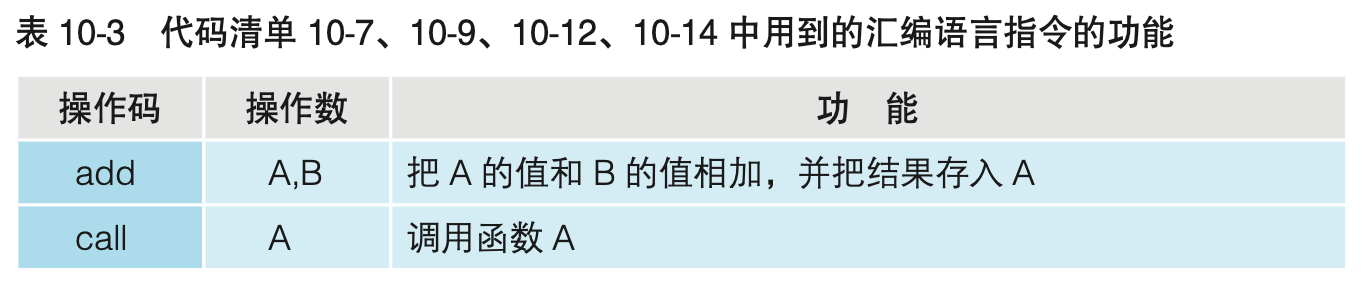 表 10-3 代码清单 10-7、10-9、10-12、10-14 中用到的汇编语言指令的功能
操作码 操作数 功 能
add A,B 把 A 的值和 B 的值相加，并把结果存入 A
call A 调用函数 A